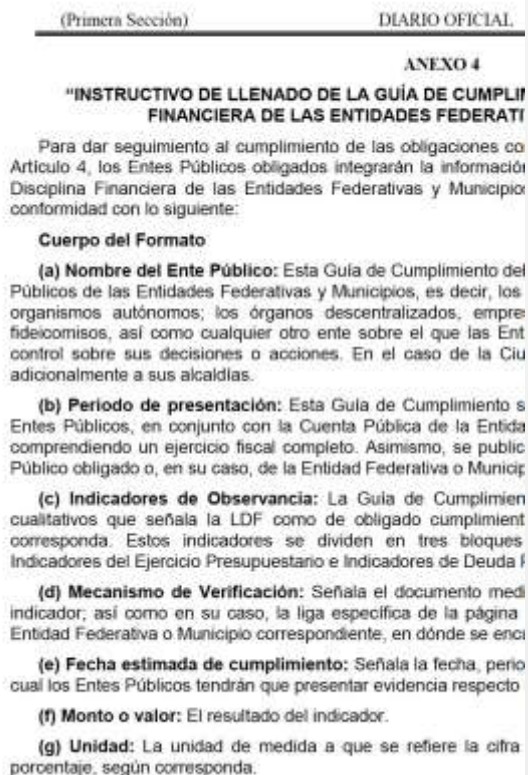 (Primera Sección) DIARIO OFICIAL
ANEXO 4
"INSTRUCTIVO DE LLENADO DE LA GUÍA DE CUMPLI
FINANCIERA DE LAS ENTIDADES FEDERATI
Para dar seguimiento al cumplimiento de las obligaciones co
Artículo 4, los Entes Públicos obligados integrarán la informació
Disciplina Financiera de las Entidades Federativas y Municipio
conformidad con lo siguiente:
Cuerpo del Formato
(a) Nombre del Ente Público: Esta Guía de Cumplimiento del
Públicos de las Entidades Federativas y Municipios, es decir, los
organismos autónomos; los órganos descentralizados, empre
fideicomisos, así como cualquier otro ente sobre el que las Ent
control sobre sus decisiones o acciones. En el caso de la Ciu
adicionalmente a sus alcaldías.
(b) Periodo de presentación: Esta Guía de Cumplimiento s
Entes Públicos, en conjunto con la Cuenta Pública de la Entida
comprendiendo un ejercicio fiscal completo. Asimismo, se public
Público obligado o, en su caso, de la Entidad Federativa o Municip
(c) Indicadores de Observancia: La Guía de Cumplimien
cualitativos que señala la LDF como de obligado cumplimient
corresponda. Estos indicadores se dividen en tres bloques
Indicadores del Ejercicio Presupuestario e Indicadores de Deuda
(d) Mecanismo de Verificación: Señala el documento medi
indicador; así como en su caso, la liga específica de la página
Entidad Federativa o Municipio correspondiente, en dónde se enc
(e) Fecha estimada de cumplimiento: Señala la fecha, perio
cual los Entes Públicos tendrán que presentar evidencia respecto
(f) Monto o valor: El resultado del indicador.
(g) Unidad: La unidad de medida a que se refiere la cifra
porcentaje, según corresponda.